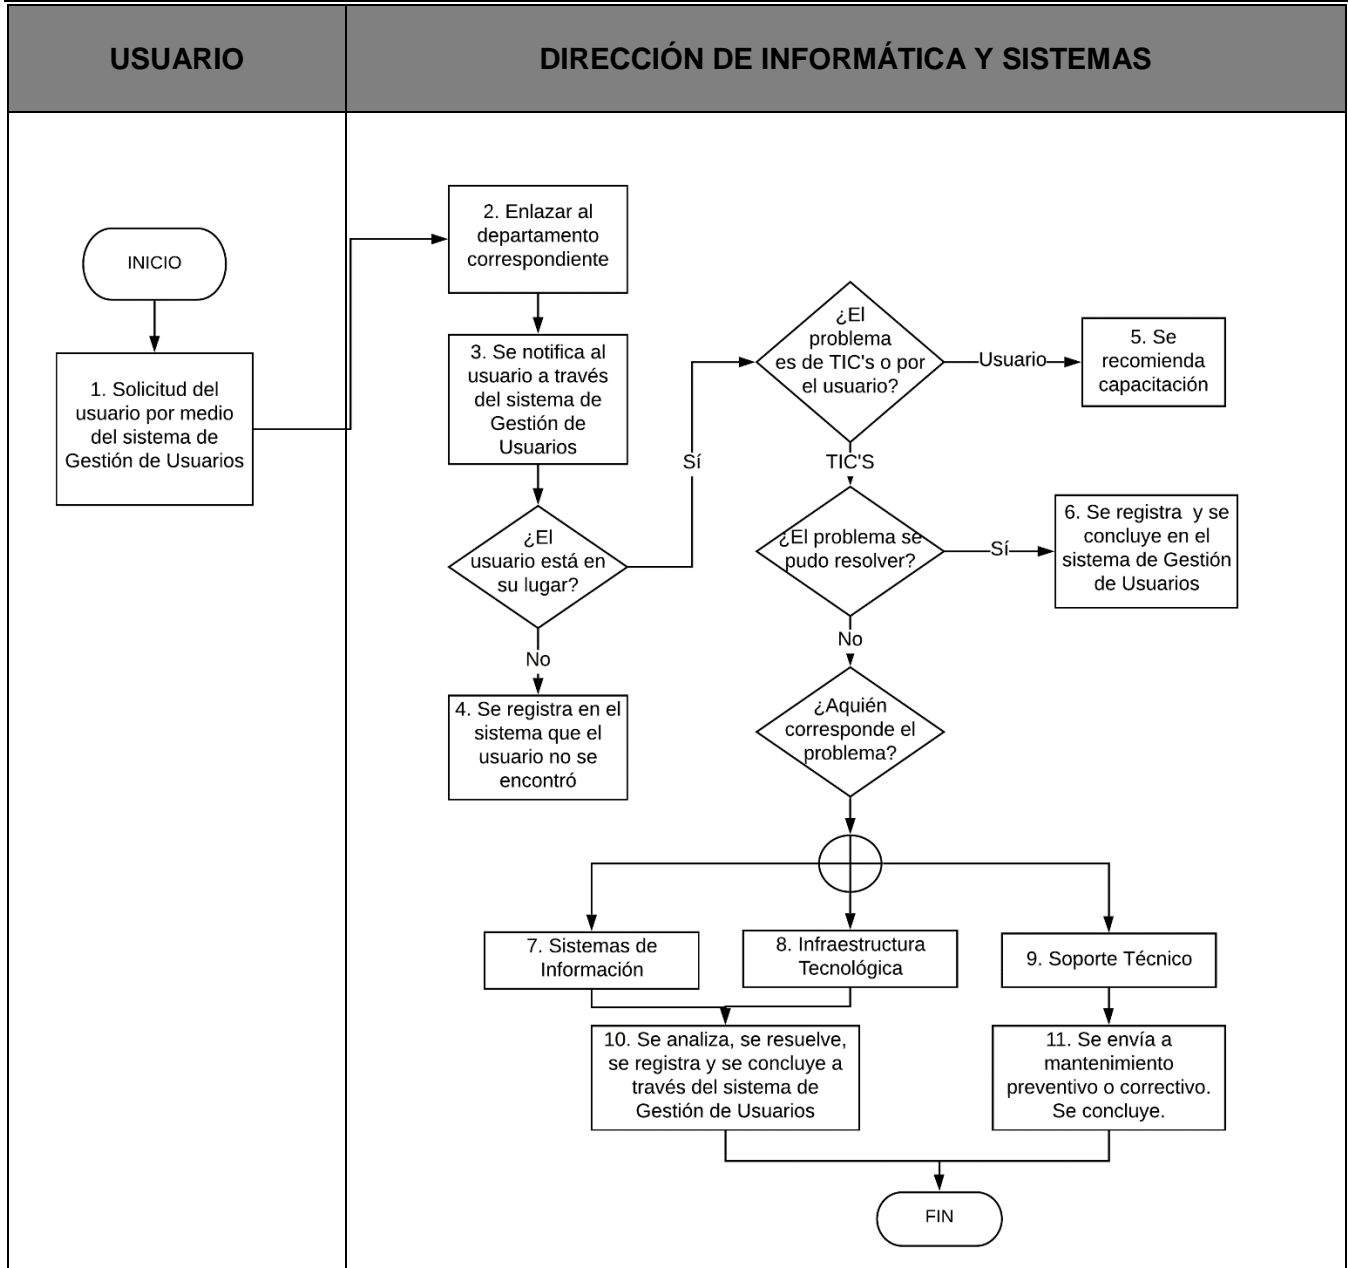 USUARIO
DIRECCIÓN DE INFORMÁTICA Y SISTEMAS
INICIO
1. Solicitud del
usuario por medio
del sistema de
Gestión de Usuarios
2. Enlazar al
departamento
correspondiente
3. Se notifica al
usuario a través
del sistema de
Gestión de
Usuarios
¿El
usuario está en
su lugar?
No
4. Se registra en el
sistema que el
usuario no se
encontró
Sí
¿El
problema
es de TIC's o por
el usuario?
Usuario
5. Se
recomienda
capacitación
TIC'S
¿El problema se
pudo resolver?
Sí
6. Se registra y se
concluye en el
sistema de Gestión
de Usuarios
No
¿Aquién
corresponde el
problema?
7. Sistemas de
Información
8. Infraestructura
Tecnológica
9. Soporte Técnico
10. Se analiza, se resuelve,
se registra y se concluye a
través del sistema de
Gestión de Usuarios
11. Se envía a
mantenimiento
preventivo o correctivo.
Se concluye.
FIN